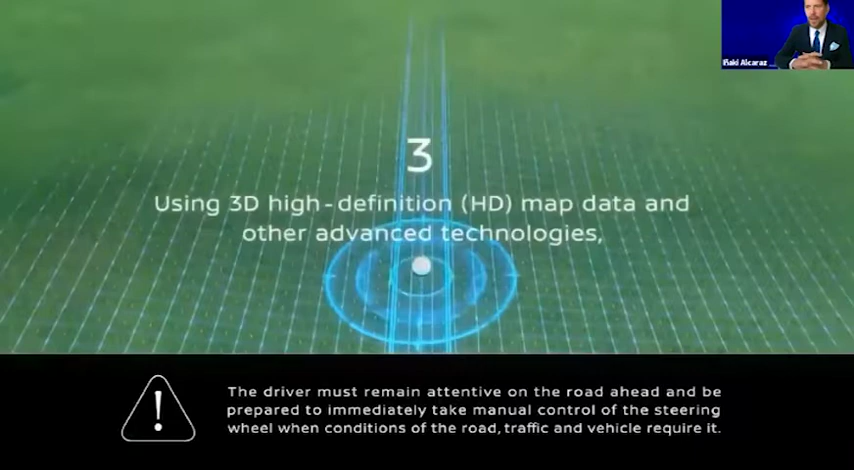 Iñaki Alcaraz
3
Using 3D high-definition (HD) map data and
other advanced technologies,
!
The driver must remain attentive on the road ahead and be
prepared to immediately take manual control of the steering
wheel when conditions of the road, traffic and vehicle require it.